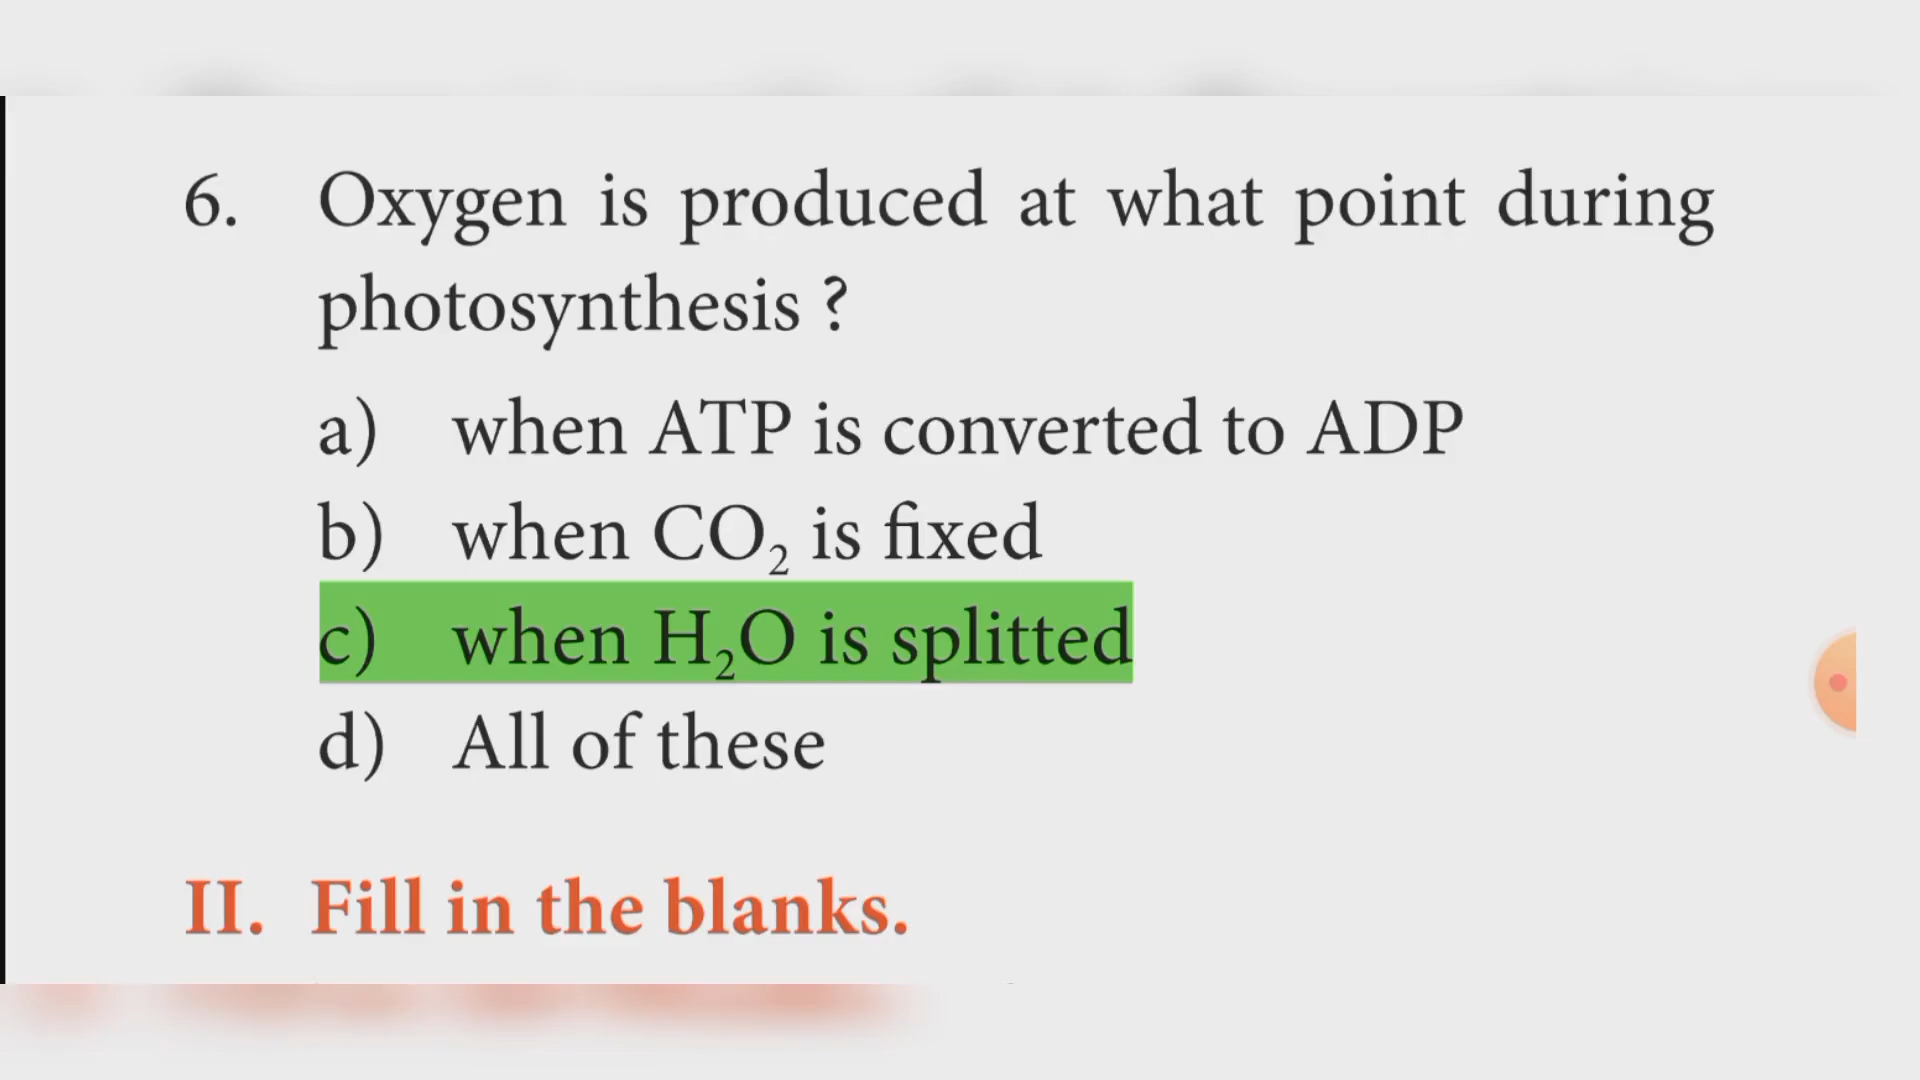 6. Oxygen is produced at what point during
photosynthesis ?
a) when ATP is converted to ADP
b) when CO₂ is fixed
c) when H₂O is splitted
d) All of these
II. Fill in the blanks.